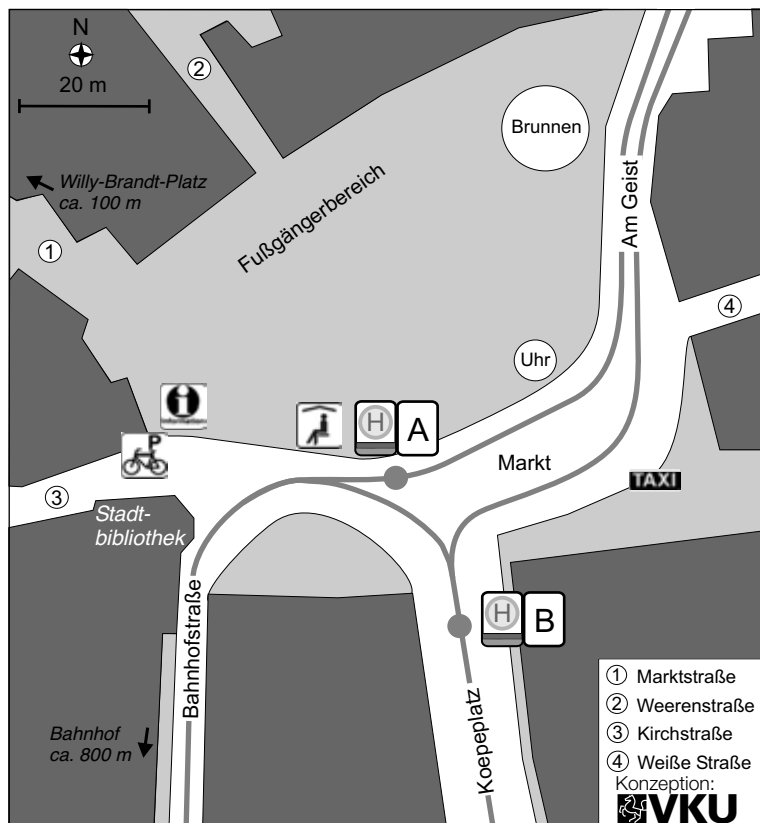 N
20 m
②
Brunnen
Willy-Brandt-Platz
ca. 100 m
Fußgängerbereich
Am Geist
①
④
Uhr
i
Information
H A
P
Markt
TAXI
③
Stadt-
bibliothek
H B
Bahnhofstraße
Koepeplatz
Bahnhof
ca. 800 m
① Marktstraße
② Weerenstraße
③ Kirchstraße
④ Weiße Straße
Konzeption:
VKU